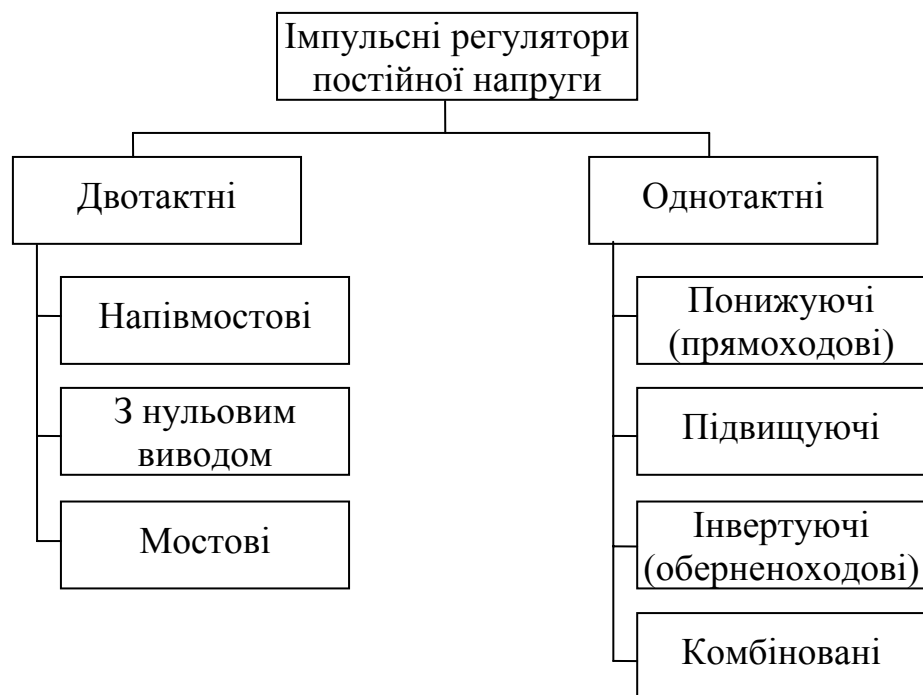 Імпульсні регулятори
постійної напруги
Двотактні
Однотактні
Напівмостові
З нульовим
виводом
Мостові
Понижуючі
(прямоходові)
Підвищуючі
Інвертуючі
(оберненоходові)
Комбіновані